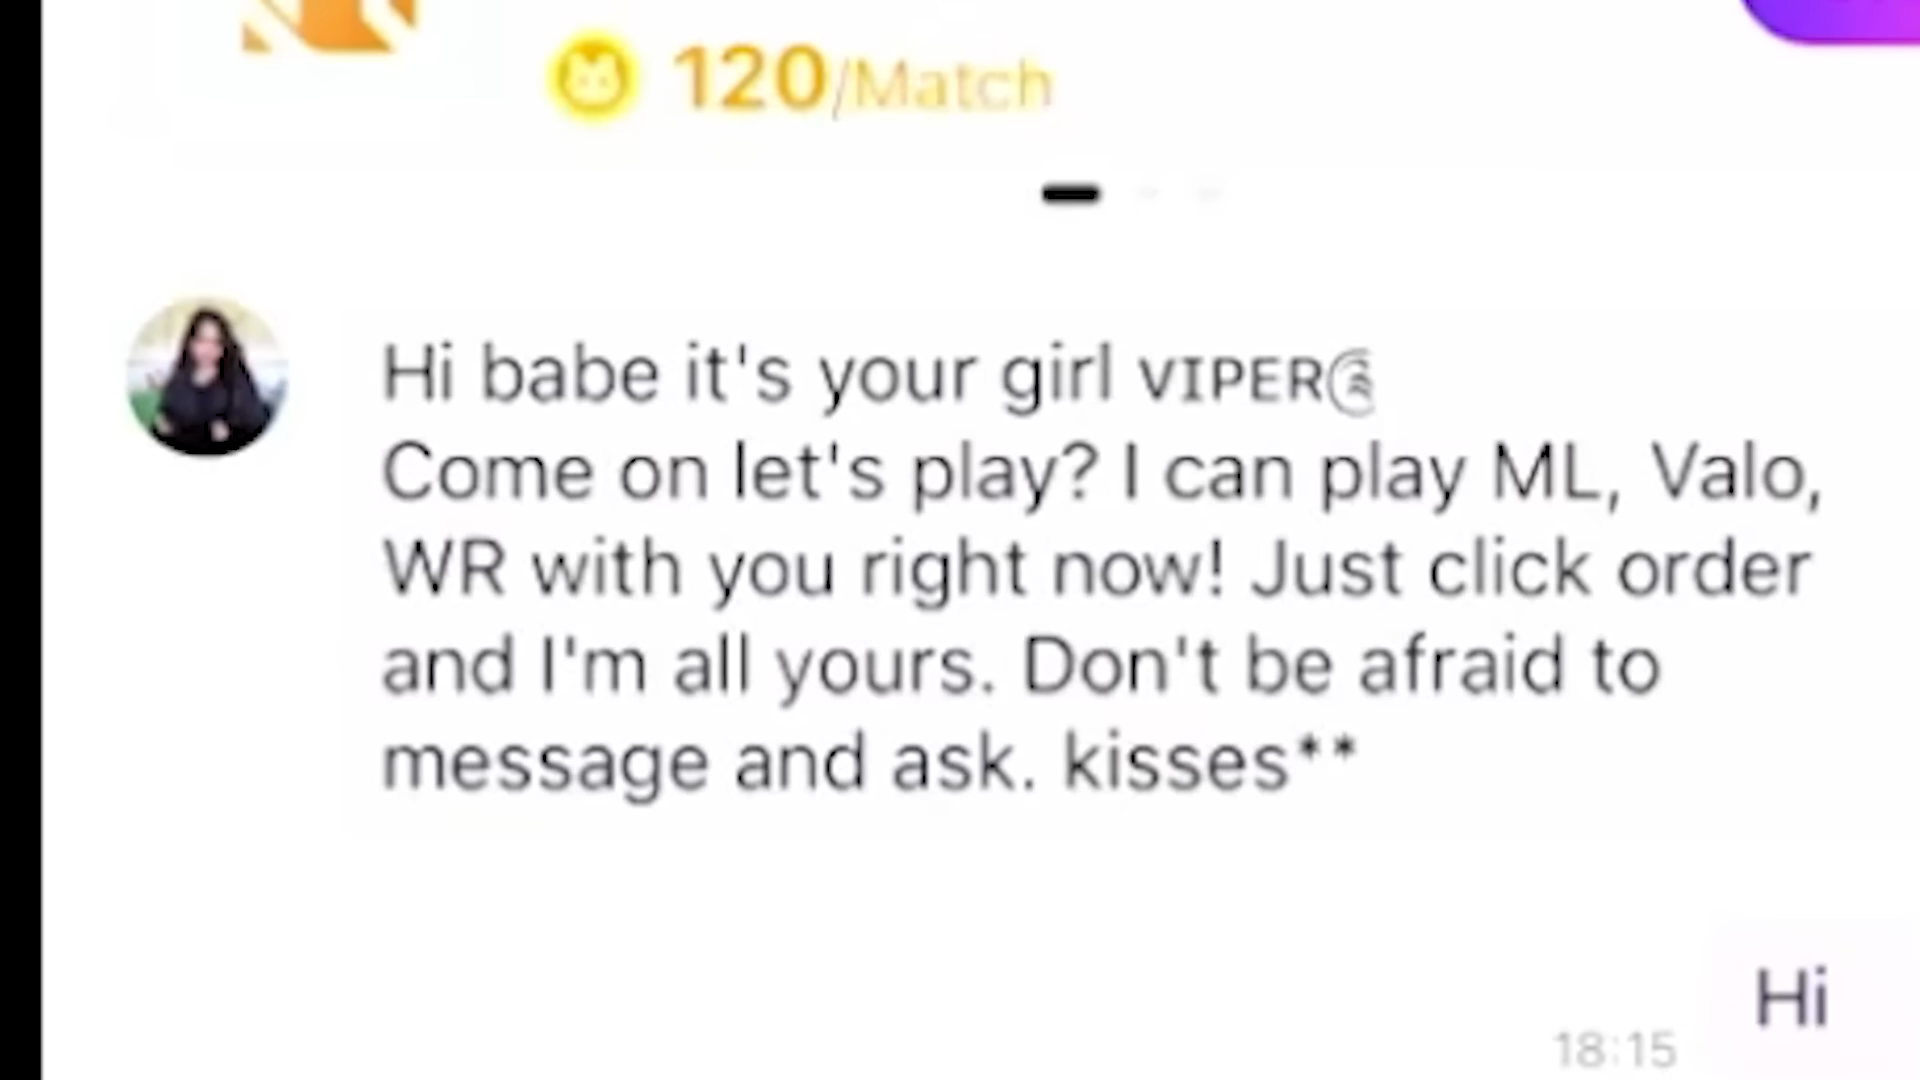 120/Match
Hi babe it's your girl ᴠɪᴘᴇʀ
Come on let's play? I can play ML, Valo,
WR with you right now! Just click order
and I'm all yours. Don't be afraid to
message and ask. kisses**
Hi
18:15